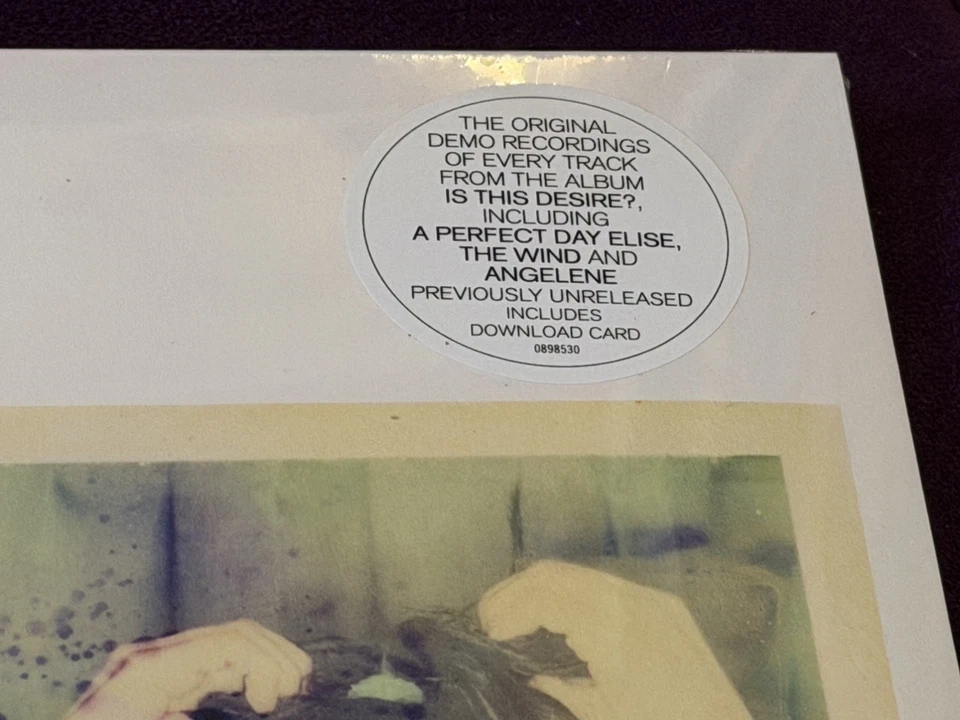 THE ORIGINAL
DEMO RECORDINGS
OF EVERY TRACK
FROM THE ALBUM
IS THIS DESIRE?,
INCLUDING
A PERFECT DAY ELISE,
THE WIND AND
ANGELENE
PREVIOUSLY UNRELEASED
INCLUDES
DOWNLOAD CARD
0898530